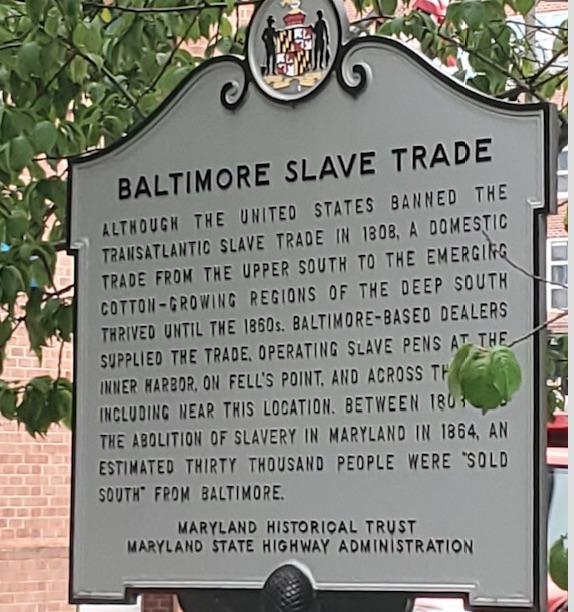 BALTIMORE SLAVE TRADE
ALTHOUGH THE UNITED STATES BANNED THE
TRANSATLANTIC SLAVE TRADE IN 1808, A DOMESTIC
TRADE FROM THE UPPER SOUTH TO THE EMERGING
COTTON-GROWING REGIONS OF THE DEEP SOUTH
THRIVED UNTIL THE 1860s. BALTIMORE-BASED DEALERS
SUPPLIED THE TRADE, OPERATING SLAVE PENS AT THE
INNER HARBOR, ON FELL'S POINT, AND ACROSS
INCLUDING NEAR THIS LOCATION. BETWEEN
THE ABOLITION OF SLAVERY IN MARYLAND IN 1864, AN
ESTIMATED THIRTY THOUSAND PEOPLE WERE "SOLD
SOUTH" FROM BALTIMORE.
MARYLAND HISTORICAL TRUST
MARYLAND STATE HIGHWAY ADMINISTRATION